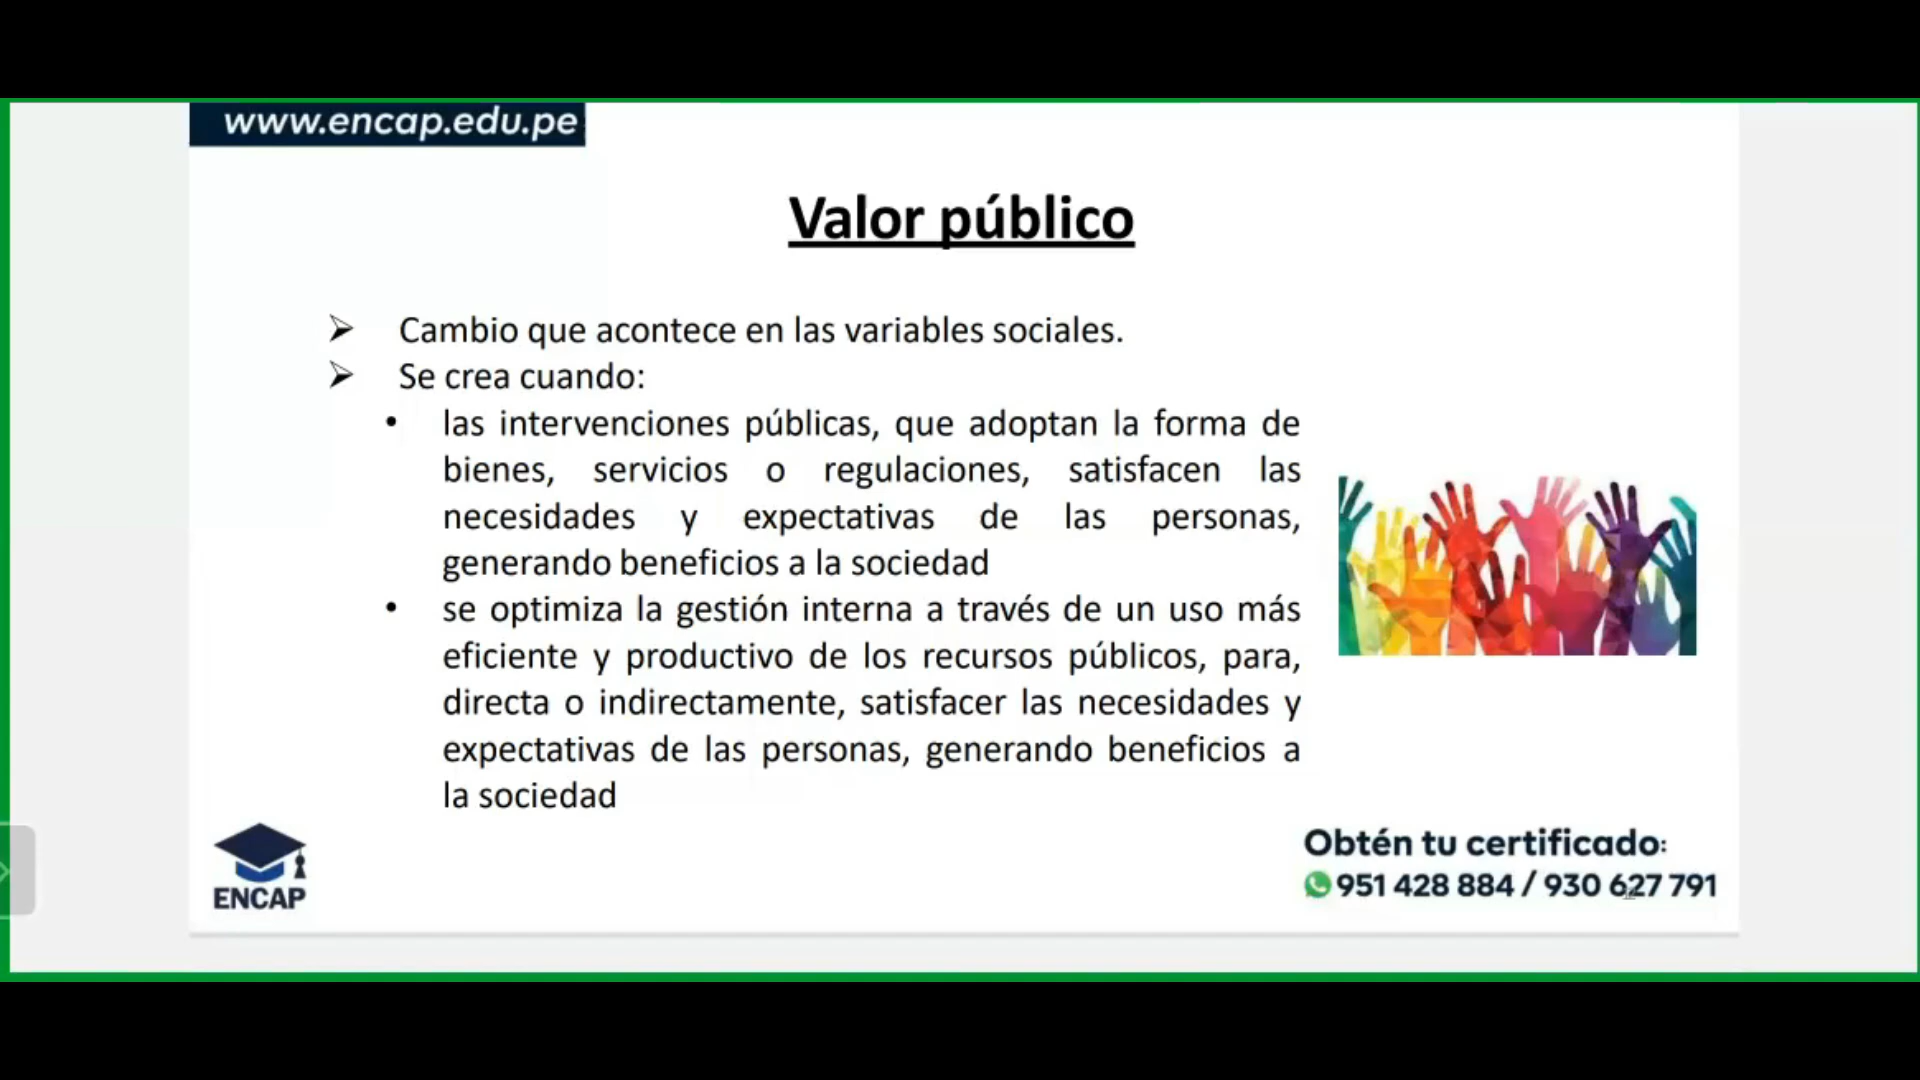 www.encap.edu.pe
Valor público
➢ Cambio que acontece en las variables sociales.
➢ Se crea cuando:
• las intervenciones públicas, que adoptan la forma de
bienes, servicios o regulaciones, satisfacen las
necesidades y expectativas de las personas,
generando beneficios a la sociedad
• se optimiza la gestión interna a través de un uso más
eficiente y productivo de los recursos públicos, para,
directa o indirectamente, satisfacer las necesidades y
expectativas de las personas, generando beneficios a
la sociedad
ENCAP
Obtén tu certificado:
951 428 884 / 930 627 791